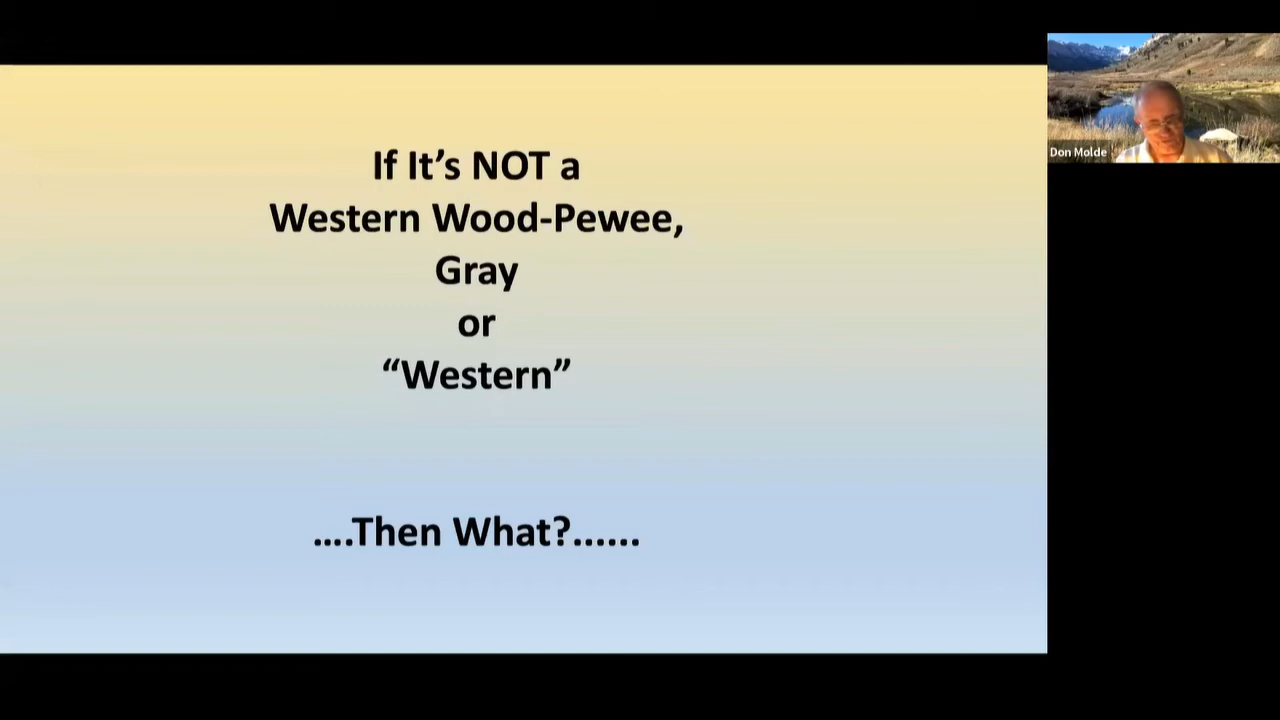 If It’s NOT a
Western Wood-Pewee,
Gray
or
“Western”
….Then What?......
Don Molde